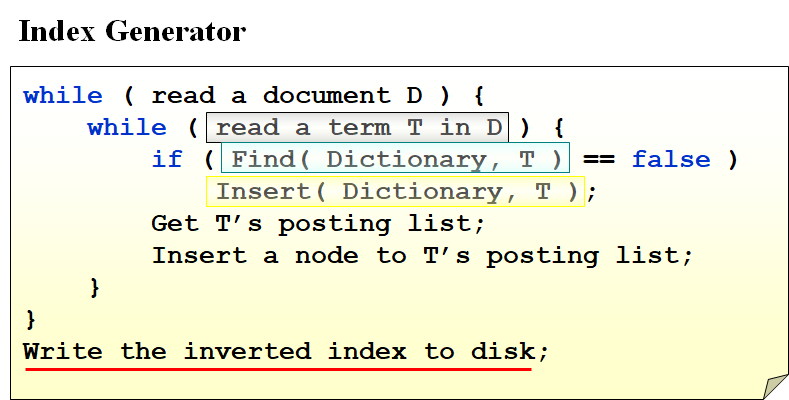 Index Generator
while ( read a document D ) {
while ( read a term T in D ) {
if ( Find( Dictionary, T ) == false )
Insert( Dictionary, T );
Get T’s posting list;
Insert a node to T’s posting list;
}
}
Write the inverted index to disk;